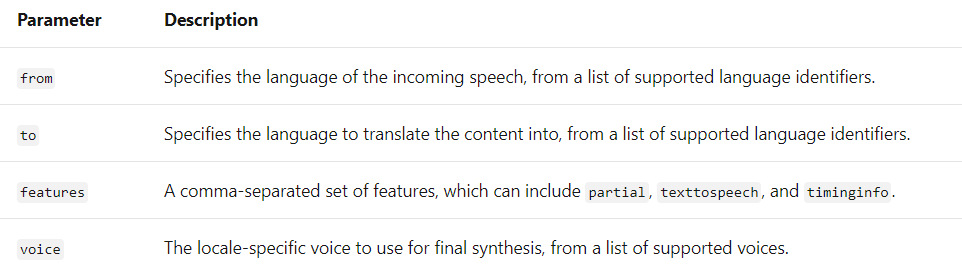 Parameter Description
from Specifies the language of the incoming speech, from a list of supported language identifiers.
to Specifies the language to translate the content into, from a list of supported language identifiers.
features A comma-separated set of features, which can include partial, texttospeech, and timinginfo.
voice The locale-specific voice to use for final synthesis, from a list of supported voices.